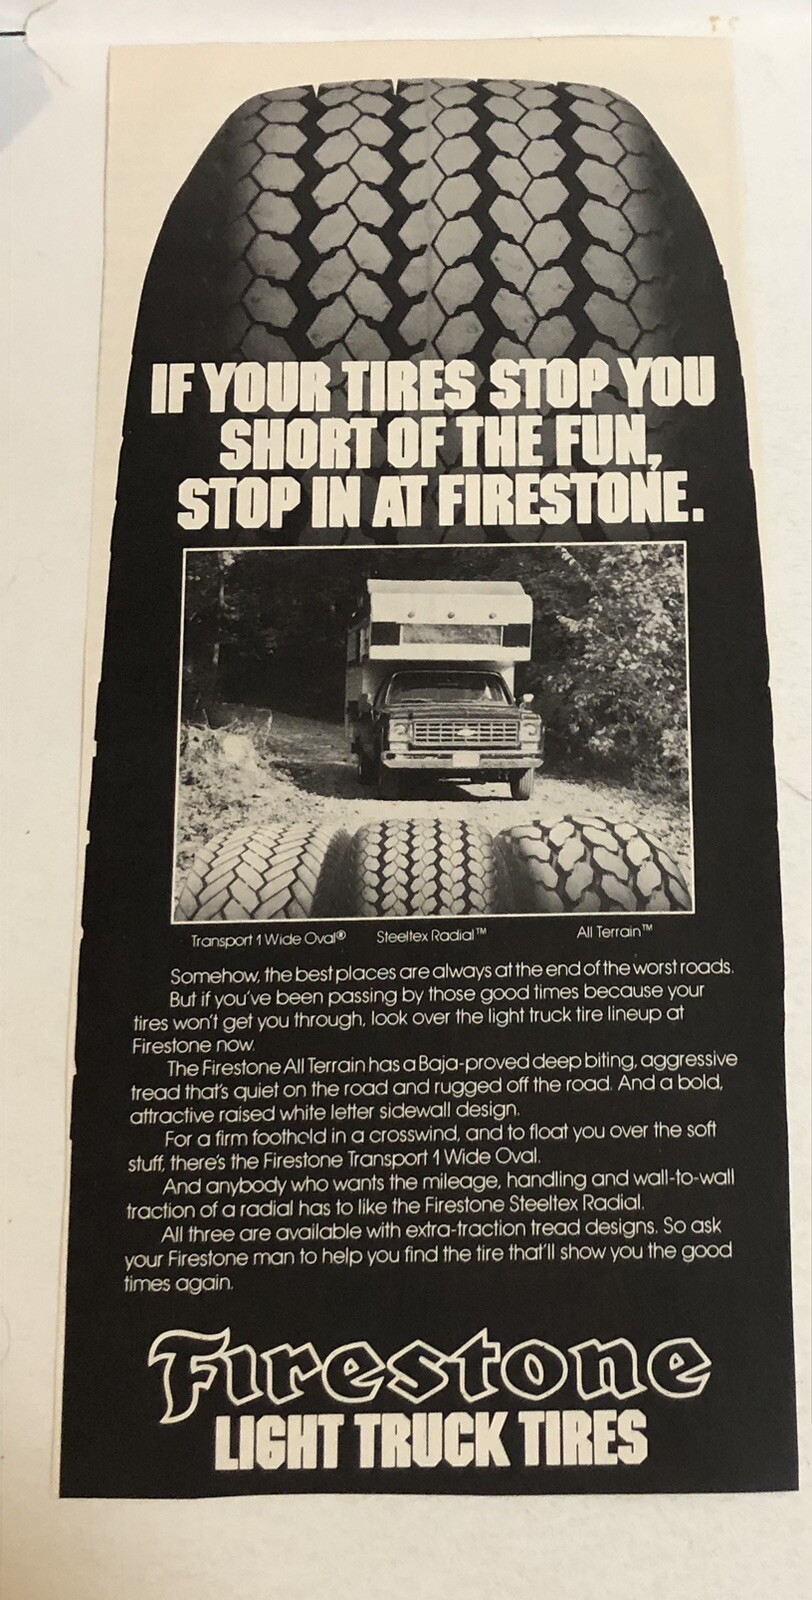 IF YOUR TIRES STOP YOU
SHORT OF THE FUN,
STOP IN AT FIRESTONE.
Transport 1 Wide Oval® Steeltex Radial™ All Terrain™
Somehow, the best places are always at the end of the worst roads.
But if you've been passing by those good times because your
tires won't get you through, look over the light truck tire lineup at
Firestone now.
The Firestone All Terrain has a Baja-proved deep biting, aggressive
tread that's quiet on the road and rugged off the road. And a bold,
attractive raised white letter sidewall design.
For a firm foothold in a crosswind, and to float you over the soft
stuff, there's the Firestone Transport 1 Wide Oval.
And anybody who wants the mileage, handling and wall-to-wall
traction of a radial has to like the Firestone Steeltex Radial.
All three are available with extra-traction tread designs. So ask
your Firestone man to help you find the tire that'll show you the good
times again.
Firestone
LIGHT TRUCK TIRES